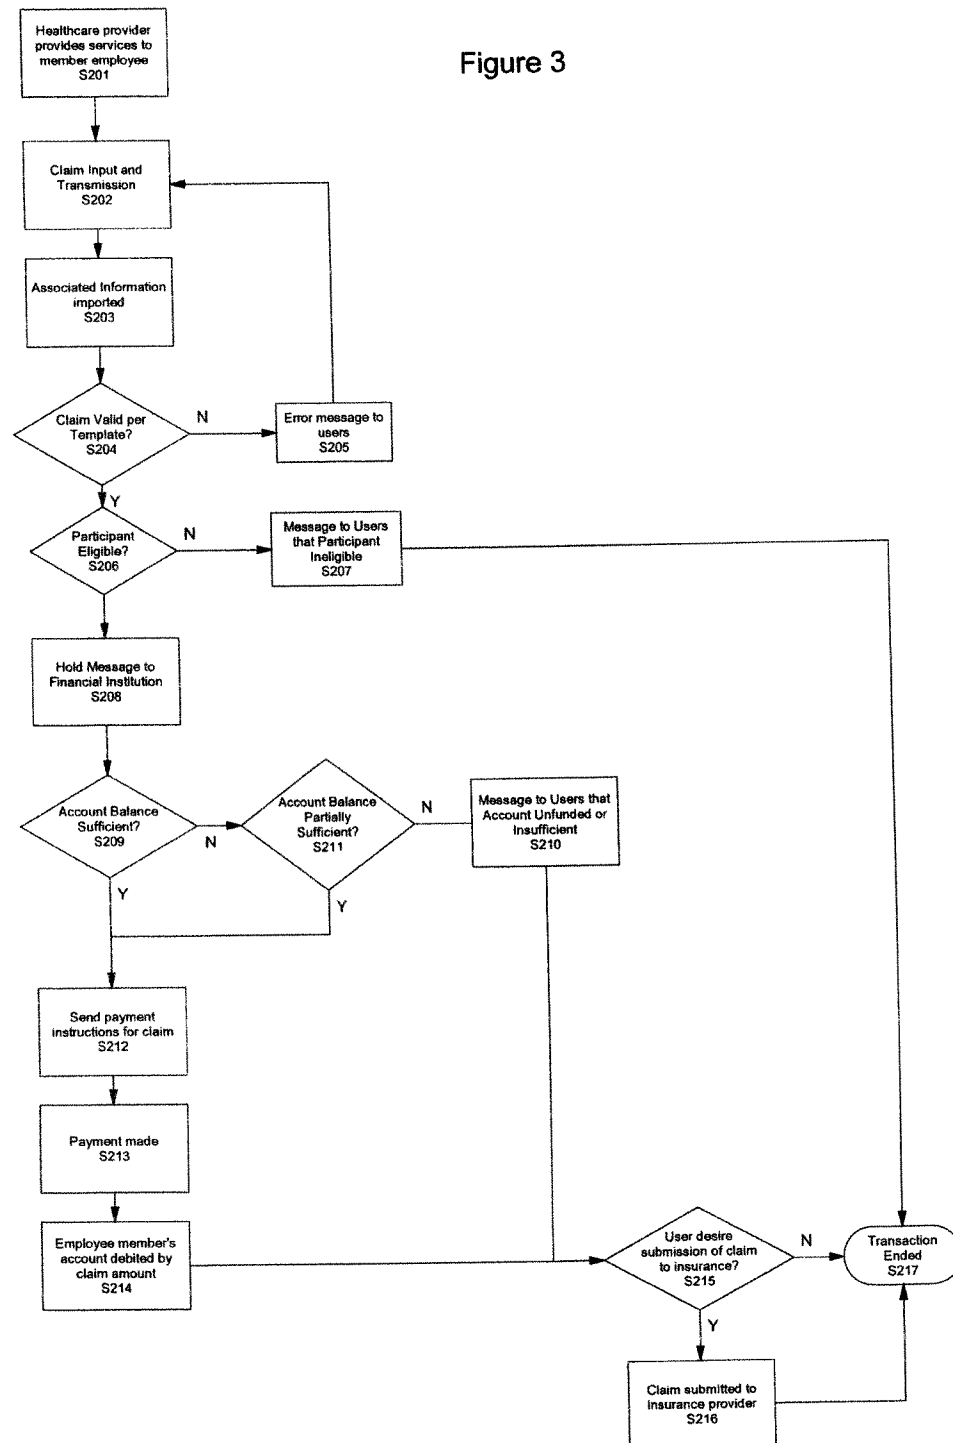 Healthcare provider
provides services to
member employee
S201
Figure 3
Claim Input and
Transmission
S202
Associated Information
imported
S203
Claim Valid per
Template?
S204
N
Error message to
users
S205
Y
Participant
Eligible?
S206
N
Message to Users
that Participant
Ineligible
S207
Hold Message to
Financial Institution
S208
Account Balance
Sufficient?
S209
N
Account Balance
Partially
Sufficient?
S211
N
Message to Users that
Account Unfunded or
Insufficient
S210
Y
Y
Send payment
instructions for claim
S212
Payment made
S213
Employee member's
account debited by
claim amount
S214
User desire
submission of claim
to insurance?
S215
N
Transaction
Ended
S217
Y
Claim submitted to
insurance provider
S216